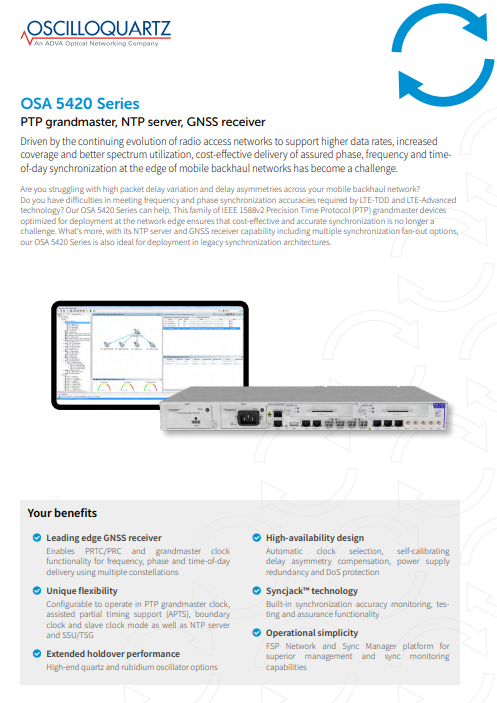 OSCILLOQUARTZ
An ADVA Optical Networking Company
OSA 5420 Series
PTP grandmaster, NTP server, GNSS receiver
Driven by the continuing evolution of radio access networks to support higher data rates, increased
coverage and better spectrum utilization, cost-effective delivery of assured phase, frequency and time-
of-day synchronization at the edge of mobile backhaul networks has become a challenge.
Are you struggling with high packet delay variation and delay asymmetries across your mobile backhaul network?
Do you have difficulties in meeting frequency and phase synchronization accuracies required by LTE-TDD and LTE-Advanced
technology? Our OSA 5420 Series can help. This family of IEEE 1588v2 Precision Time Protocol (PTP) grandmaster devices
optimized for deployment at the network edge ensures that cost-effective and accurate synchronization is no longer a
challenge. What's more, with its NTP server and GNSS receiver capability including multiple synchronization fan-out options,
our OSA 5420 Series is also ideal for deployment in legacy synchronization architectures.
Your benefits
Leading edge GNSS receiver
Enables PRTC/PRC and grandmaster clock
functionality for frequency, phase and time-of-day
delivery using multiple constellations
Unique flexibility
Configurable to operate in PTP grandmaster clock,
assisted partial timing support (APTS), boundary
clock and slave clock mode as well as NTP server
and SSU/TSG
Extended holdover performance
High-end quartz and rubidium oscillator options
High-availability design
Automatic clock selection, self-calibrating
delay asymmetry compensation, power supply
redundancy and DoS protection
Syncjack™ technology
Built-in synchronization accuracy monitoring, tes-
ting and assurance functionality
Operational simplicity
FSP Network and Sync Manager platform for
superior management and sync monitoring
capabilities